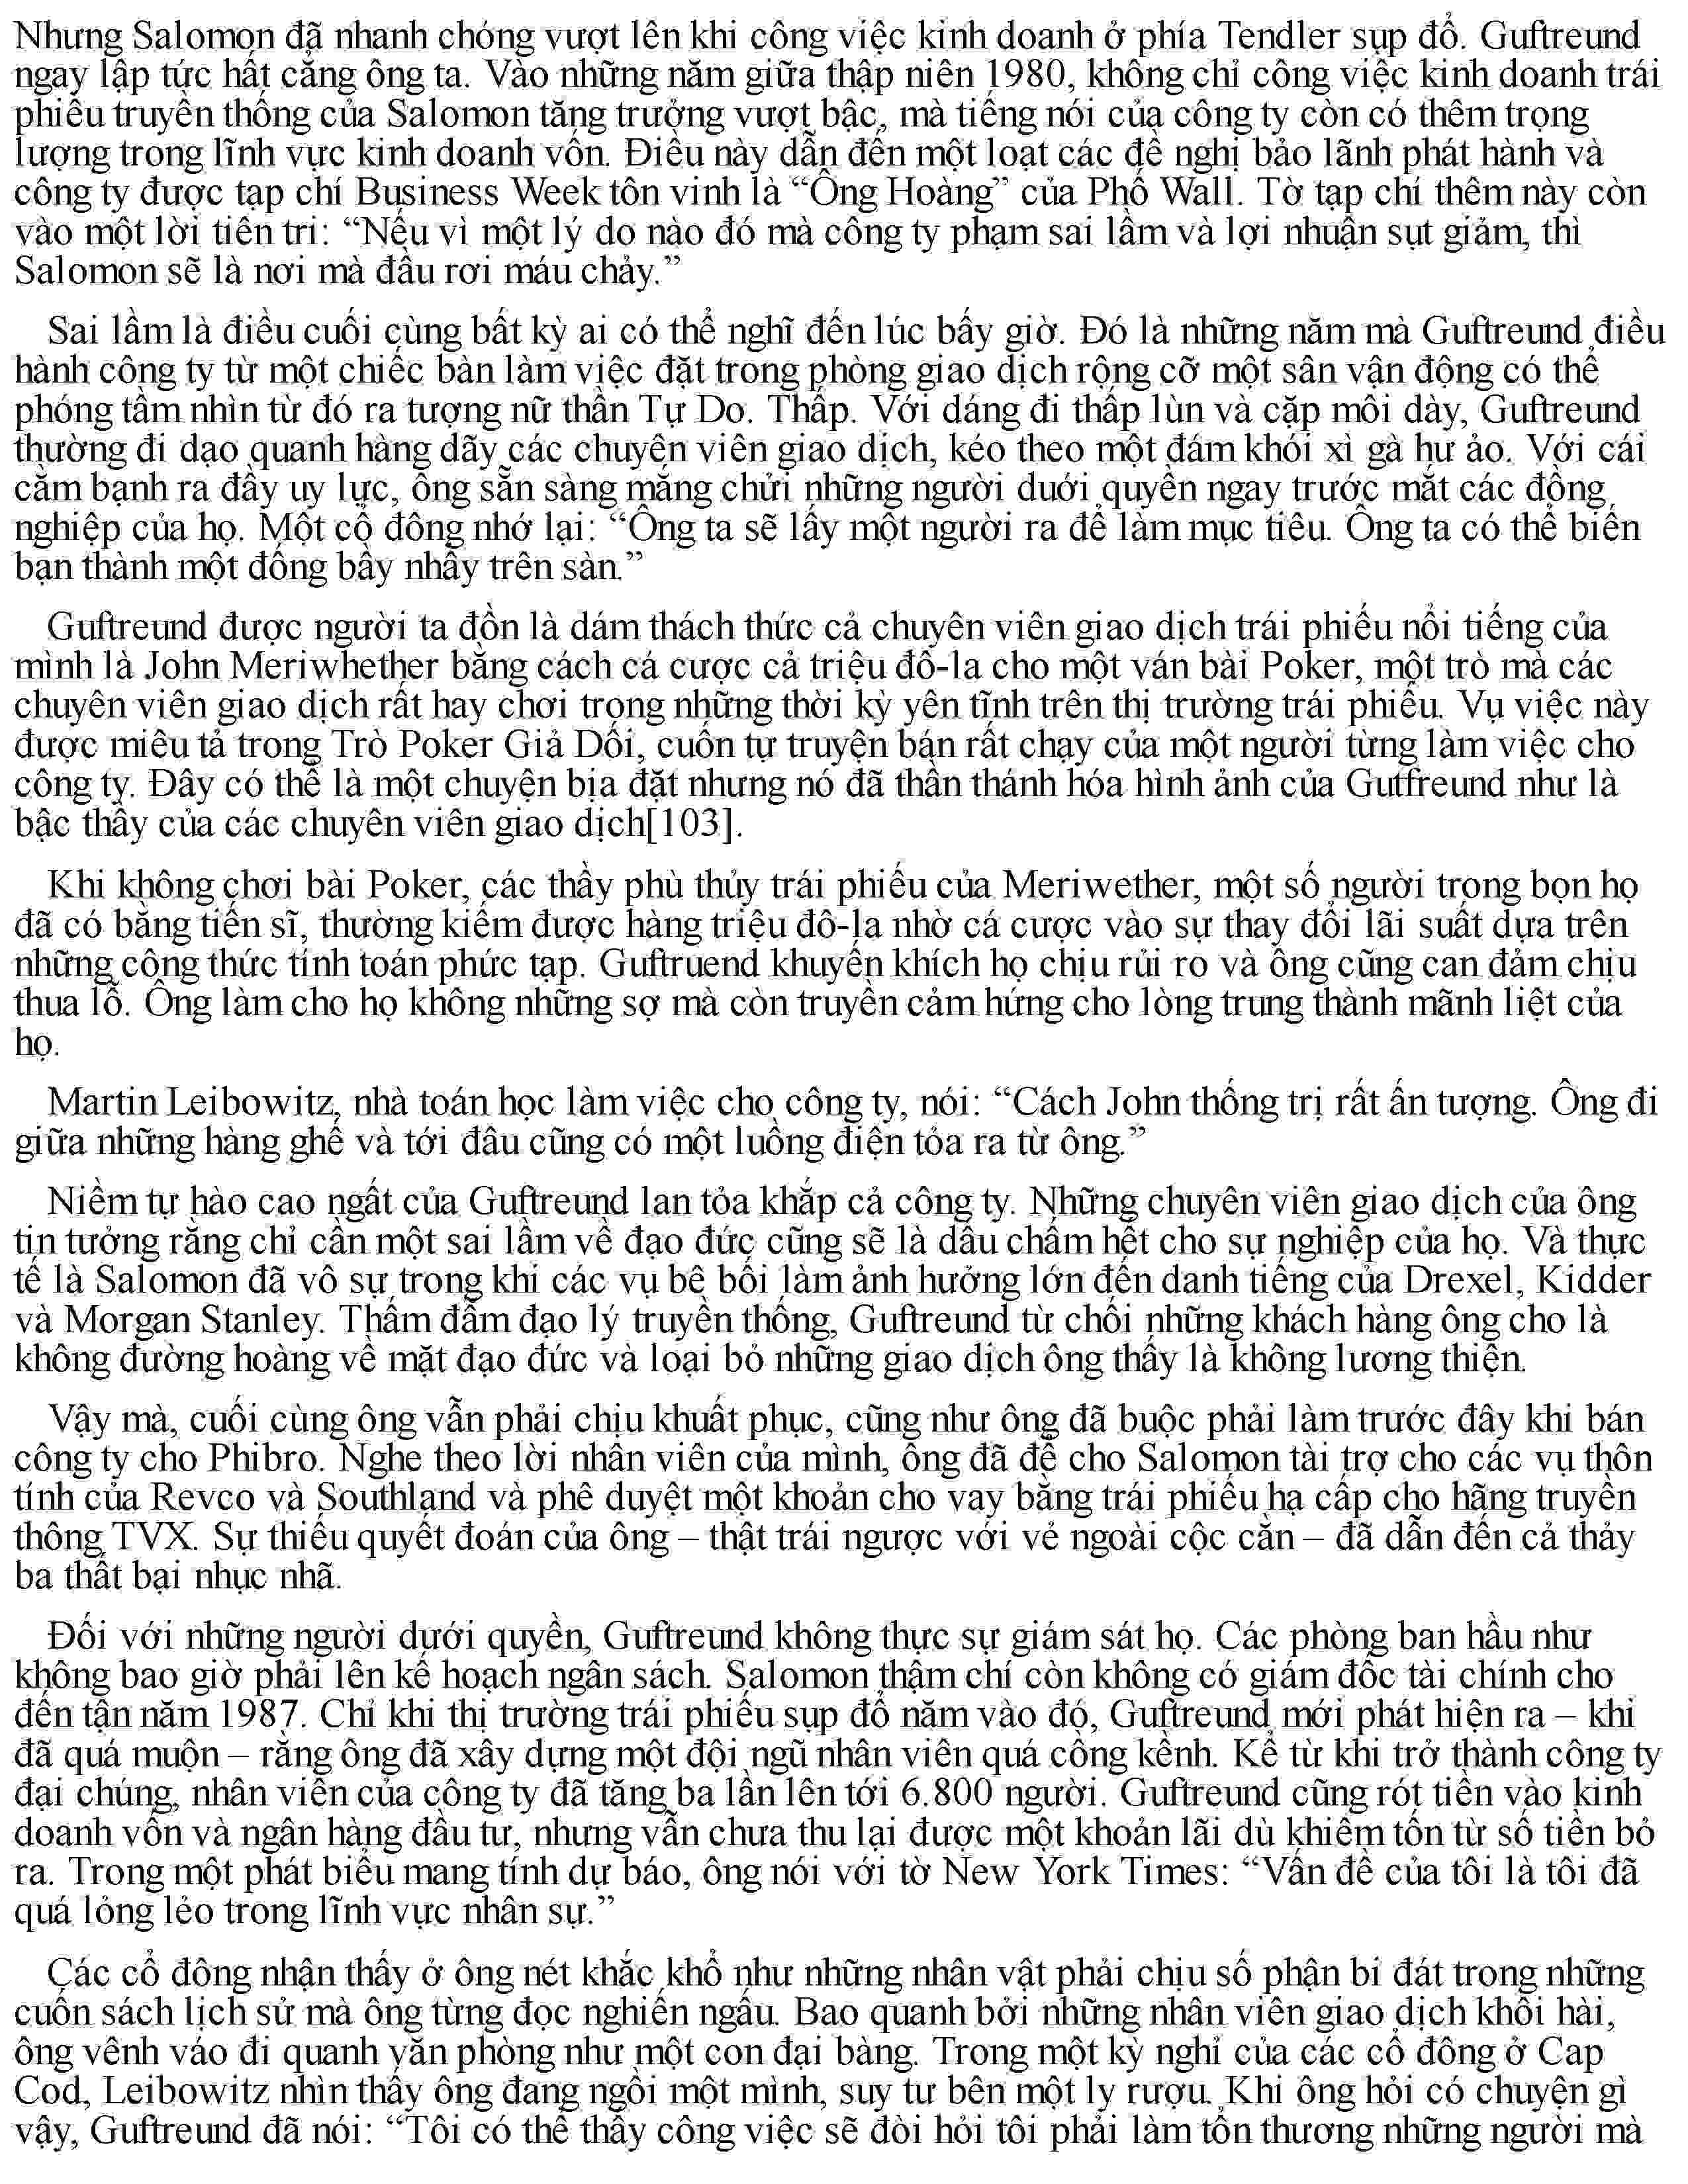 Nhưng Salomon đã nhanh chóng vượt lên khi công việc kinh doanh ở phía Tendler sụp đổ. Guftreund
ngay lập tức hất cẳng ông ta. Vào những năm giữa thập niên 1980, không chỉ công việc kinh doanh trái
phiếu truyền thống của Salomon tăng trưởng vượt bậc, mà tiếng nói của công ty còn có thêm trọng
lượng trong lĩnh vực kinh doanh vốn. Điều này dẫn đến một loạt các đề nghị bảo lãnh phát hành và
công ty được tạp chí Business Week tôn vinh là “Ông Hoàng” của Phố Wall. Tờ tạp chí thêm này còn
vào một lời tiên tri: “Nếu vì một lý do nào đó mà công ty phạm sai lầm và lợi nhuận sụt giảm, thì
Salomon sẽ là nơi mà đầu rơi máu chảy.”
Sai lầm là điều cuối cùng bất kỳ ai có thể nghĩ đến lúc bấy giờ. Đó là những năm mà Guftreund điều
hành công ty từ một chiếc bàn làm việc đặt trong phòng giao dịch rộng cỡ một sân vận động có thể
phóng tầm nhìn từ đó ra tượng nữ thần Tự Do. Thấp. Với dáng đi thấp lùn và cặp môi dày, Guftreund
thường đi dạo quanh hàng dãy các chuyên viên giao dịch, kéo theo một đám khói xì gà hư ảo. Với cái
cằm bạnh ra đầy uy lực, ông sẵn sàng mắng chửi những người duới quyền ngay trước mắt các đồng
nghiệp của họ. Một cổ đông nhớ lại: “Ông ta sẽ lấy một người ra để làm mục tiêu. Ông ta có thể biến
bạn thành một đống bầy nhầy trên sàn.”
Guftreund được người ta đồn là dám thách thức cả chuyên viên giao dịch trái phiếu nổi tiếng của
mình là John Meriwhether bằng cách cá cược cả triệu đô-la cho một ván bài Poker, một trò mà các
chuyên viên giao dịch rất hay chơi trong những thời kỳ yên tĩnh trên thị trường trái phiếu. Vụ việc này
được miêu tả trong Trò Poker Giả Dối, cuốn tự truyện bán rất chạy của một người từng làm việc cho
công ty. Đây có thể là một chuyện bịa đặt nhưng nó đã thần thánh hóa hình ảnh của Gutfreund như là
bậc thầy của các chuyên viên giao dịch[103].
Khi không chơi bài Poker, các thầy phù thủy trái phiếu của Meriwether, một số người trong bọn họ
đã có bằng tiến sĩ, thường kiếm được hàng triệu đô-la nhờ cá cược vào sự thay đổi lãi suất dựa trên
những công thức tính toán phức tạp. Guftruend khuyến khích họ chịu rủi ro và ông cũng can đảm chịu
thua lỗ. Ông làm cho họ không những sợ mà còn truyền cảm hứng cho lòng trung thành mãnh liệt của
họ.
Martin Leibowitz, nhà toán học làm việc cho công ty, nói: “Cách John thống trị rất ấn tượng. Ông đi
giữa những hàng ghế và tới đâu cũng có một luồng điện tỏa ra từ ông.”
Niềm tự hào cao ngất của Guftreund lan tỏa khắp cả công ty. Những chuyên viên giao dịch của ông
tin tưởng rằng chỉ cần một sai lầm về đạo đức cũng sẽ là dấu chấm hết cho sự nghiệp của họ. Và thực
tế là Salomon đã vô sự trong khi các vụ bê bối làm ảnh hưởng lớn đến danh tiếng của Drexel, Kidder
và Morgan Stanley. Thấm đẫm đạo lý truyền thống, Guftreund từ chối những khách hàng ông cho là
không đường hoàng về mặt đạo đức và loại bỏ những giao dịch ông thấy là không lương thiện.
Vậy mà, cuối cùng ông vẫn phải chịu khuất phục, cũng như ông đã buộc phải làm trước đây khi bán
công ty cho Phibro. Nghe theo lời nhân viên của mình, ông đã để cho Salomon tài trợ cho các vụ thôn
tính của Revco và Southland và phê duyệt một khoản cho vay bằng trái phiếu hạ cấp cho hãng truyền
thông TVX. Sự thiếu quyết đoán của ông – thật trái ngược với vẻ ngoài cộc cằn – đã dẫn đến cả thảy
ba thất bại nhục nhã.
Đối với những người dưới quyền, Guftreund không thực sự giám sát họ. Các phòng ban hầu như
không bao giờ phải lên kế hoạch ngân sách. Salomon thậm chí còn không có giám đốc tài chính cho
đến tận năm 1987. Chỉ khi thị trường trái phiếu sụp đổ năm vào đó, Guftreund mới phát hiện ra – khi
đã quá muộn – rằng ông đã xây dựng một đội ngũ nhân viên quá cồng kềnh. Kể từ khi trở thành công ty
đại chúng, nhân viên của công ty đã tăng ba lần lên tới 6.800 người. Guftreund cũng rót tiền vào kinh
doanh vốn và ngân hàng đầu tư, nhưng vẫn chưa thu lại được một khoản lãi dù khiêm tốn từ số tiền bỏ
ra. Trong một phát biểu mang tính dự báo, ông nói với tờ New York Times: “Vấn đề của tôi là tôi đã
quá lỏng lẻo trong lĩnh vực nhân sự.”
Các cổ đông nhận thấy ở ông nét khắc khổ như những nhân vật phải chịu số phận bi đát trong những
cuốn sách lịch sử mà ông từng đọc nghiến ngấu. Bao quanh bởi những nhân viên giao dịch khôi hài,
ông vênh váo đi quanh văn phòng như một con đại bàng. Trong một kỳ nghỉ của các cổ đông ở Cap
Cod, Leibowitz nhìn thấy ông đang ngồi một mình, suy tư bên một ly rượu. Khi ông hỏi có chuyện gì
vậy, Guftreund đã nói: “Tôi có thể thấy công việc sẽ đòi hỏi tôi phải làm tổn thương những người mà